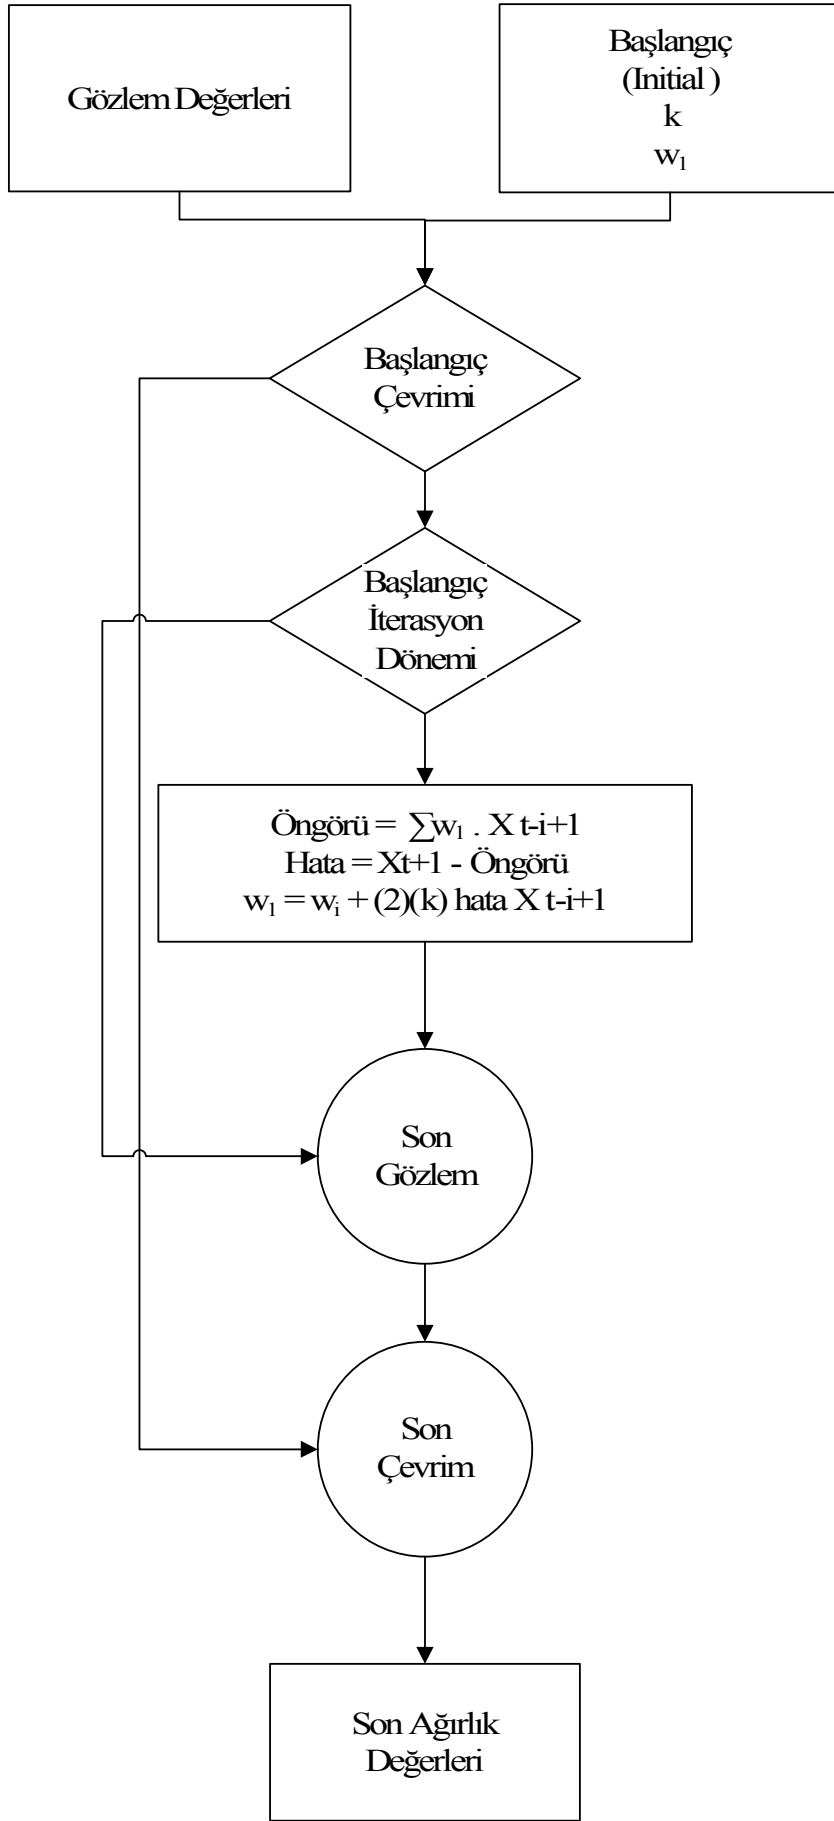 Gözlem Değerleri
Başlangıç
(Initial )
k
w₁
Başlangıç
Çevrimi
Başlangıç
İterasyon
Dönemi
Öngörü = ∑w₁ . X t-i+1
Hata = Xt+1 - Öngörü
w₁ = wᵢ + (2)(k) hata X t-i+1
Son
Gözlem
Son
Çevrim
Son Ağırlık
Değerleri